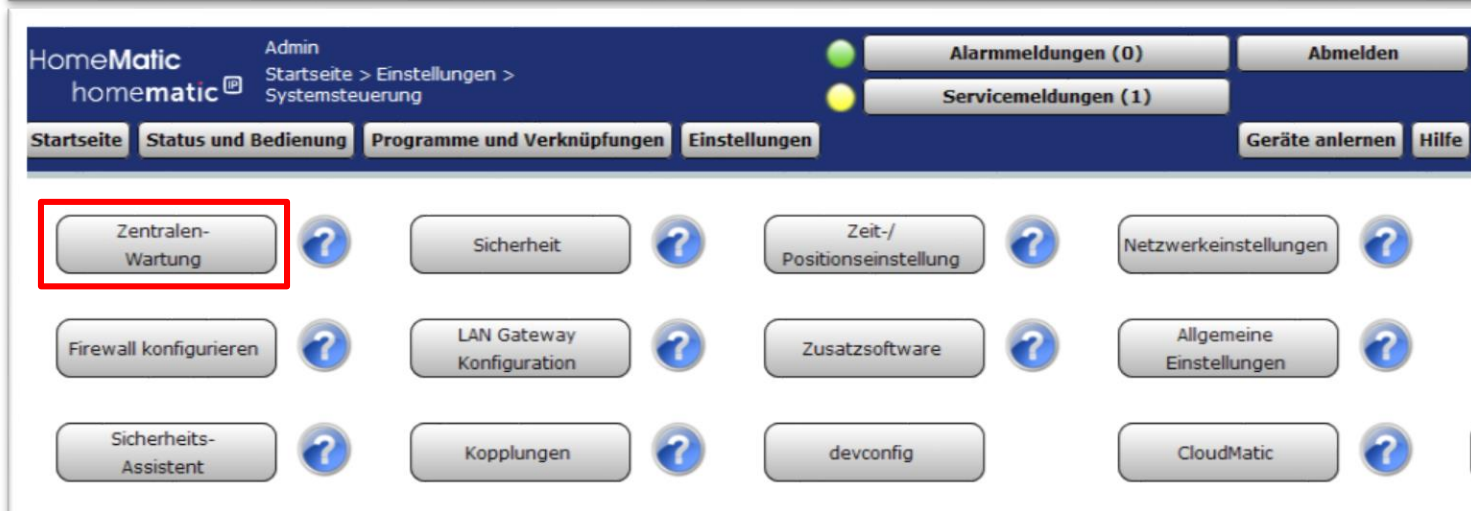 HomeMatic
homematic IP
Admin
Startseite > Einstellungen >
Systemsteuerung
Alarmmeldungen (0)
Abmelden
Servicemeldungen (1)
Startseite
Status und Bedienung
Programme und Verknüpfungen
Einstellungen
Geräte anlernen
Hilfe
Zentralen-
Wartung
?
Sicherheit
?
Zeit-/
Positionseinstellung
?
Netzwerkeinstellungen
?
Firewall konfigurieren
?
LAN Gateway
Konfiguration
?
Zusatzsoftware
?
Allgemeine
Einstellungen
?
Sicherheits-
Assistent
?
Kopplungen
?
devconfig
CloudMatic
?